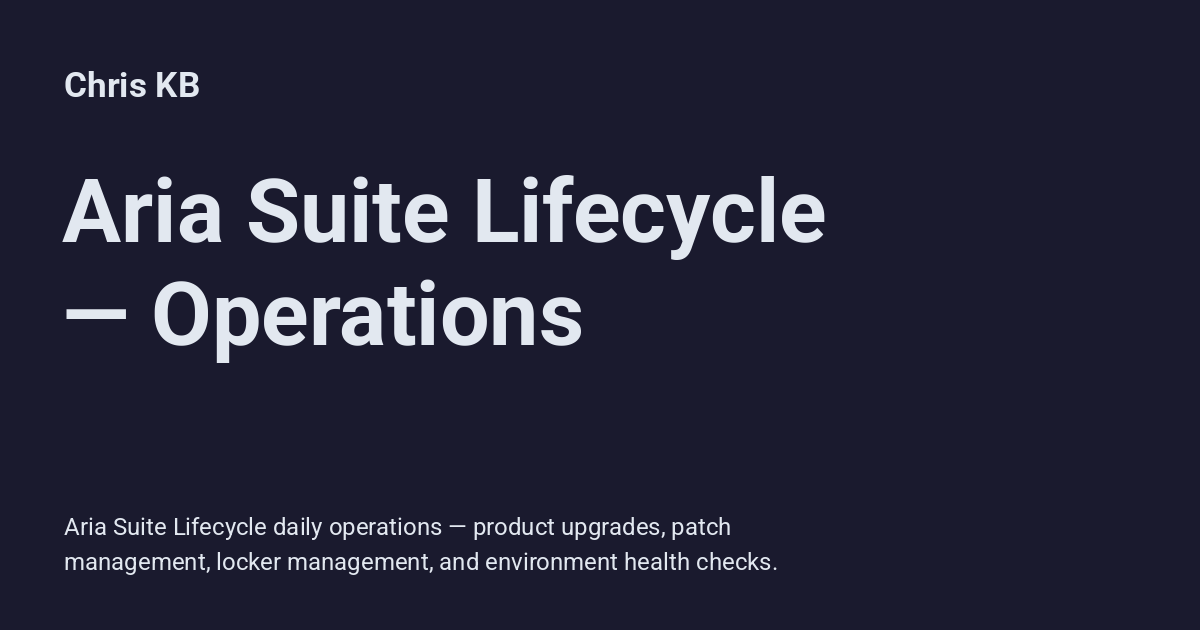 Chris KB
Aria Suite Lifecycle
— Operations
Aria Suite Lifecycle daily operations — product upgrades, patch
management, locker management, and environment health checks.